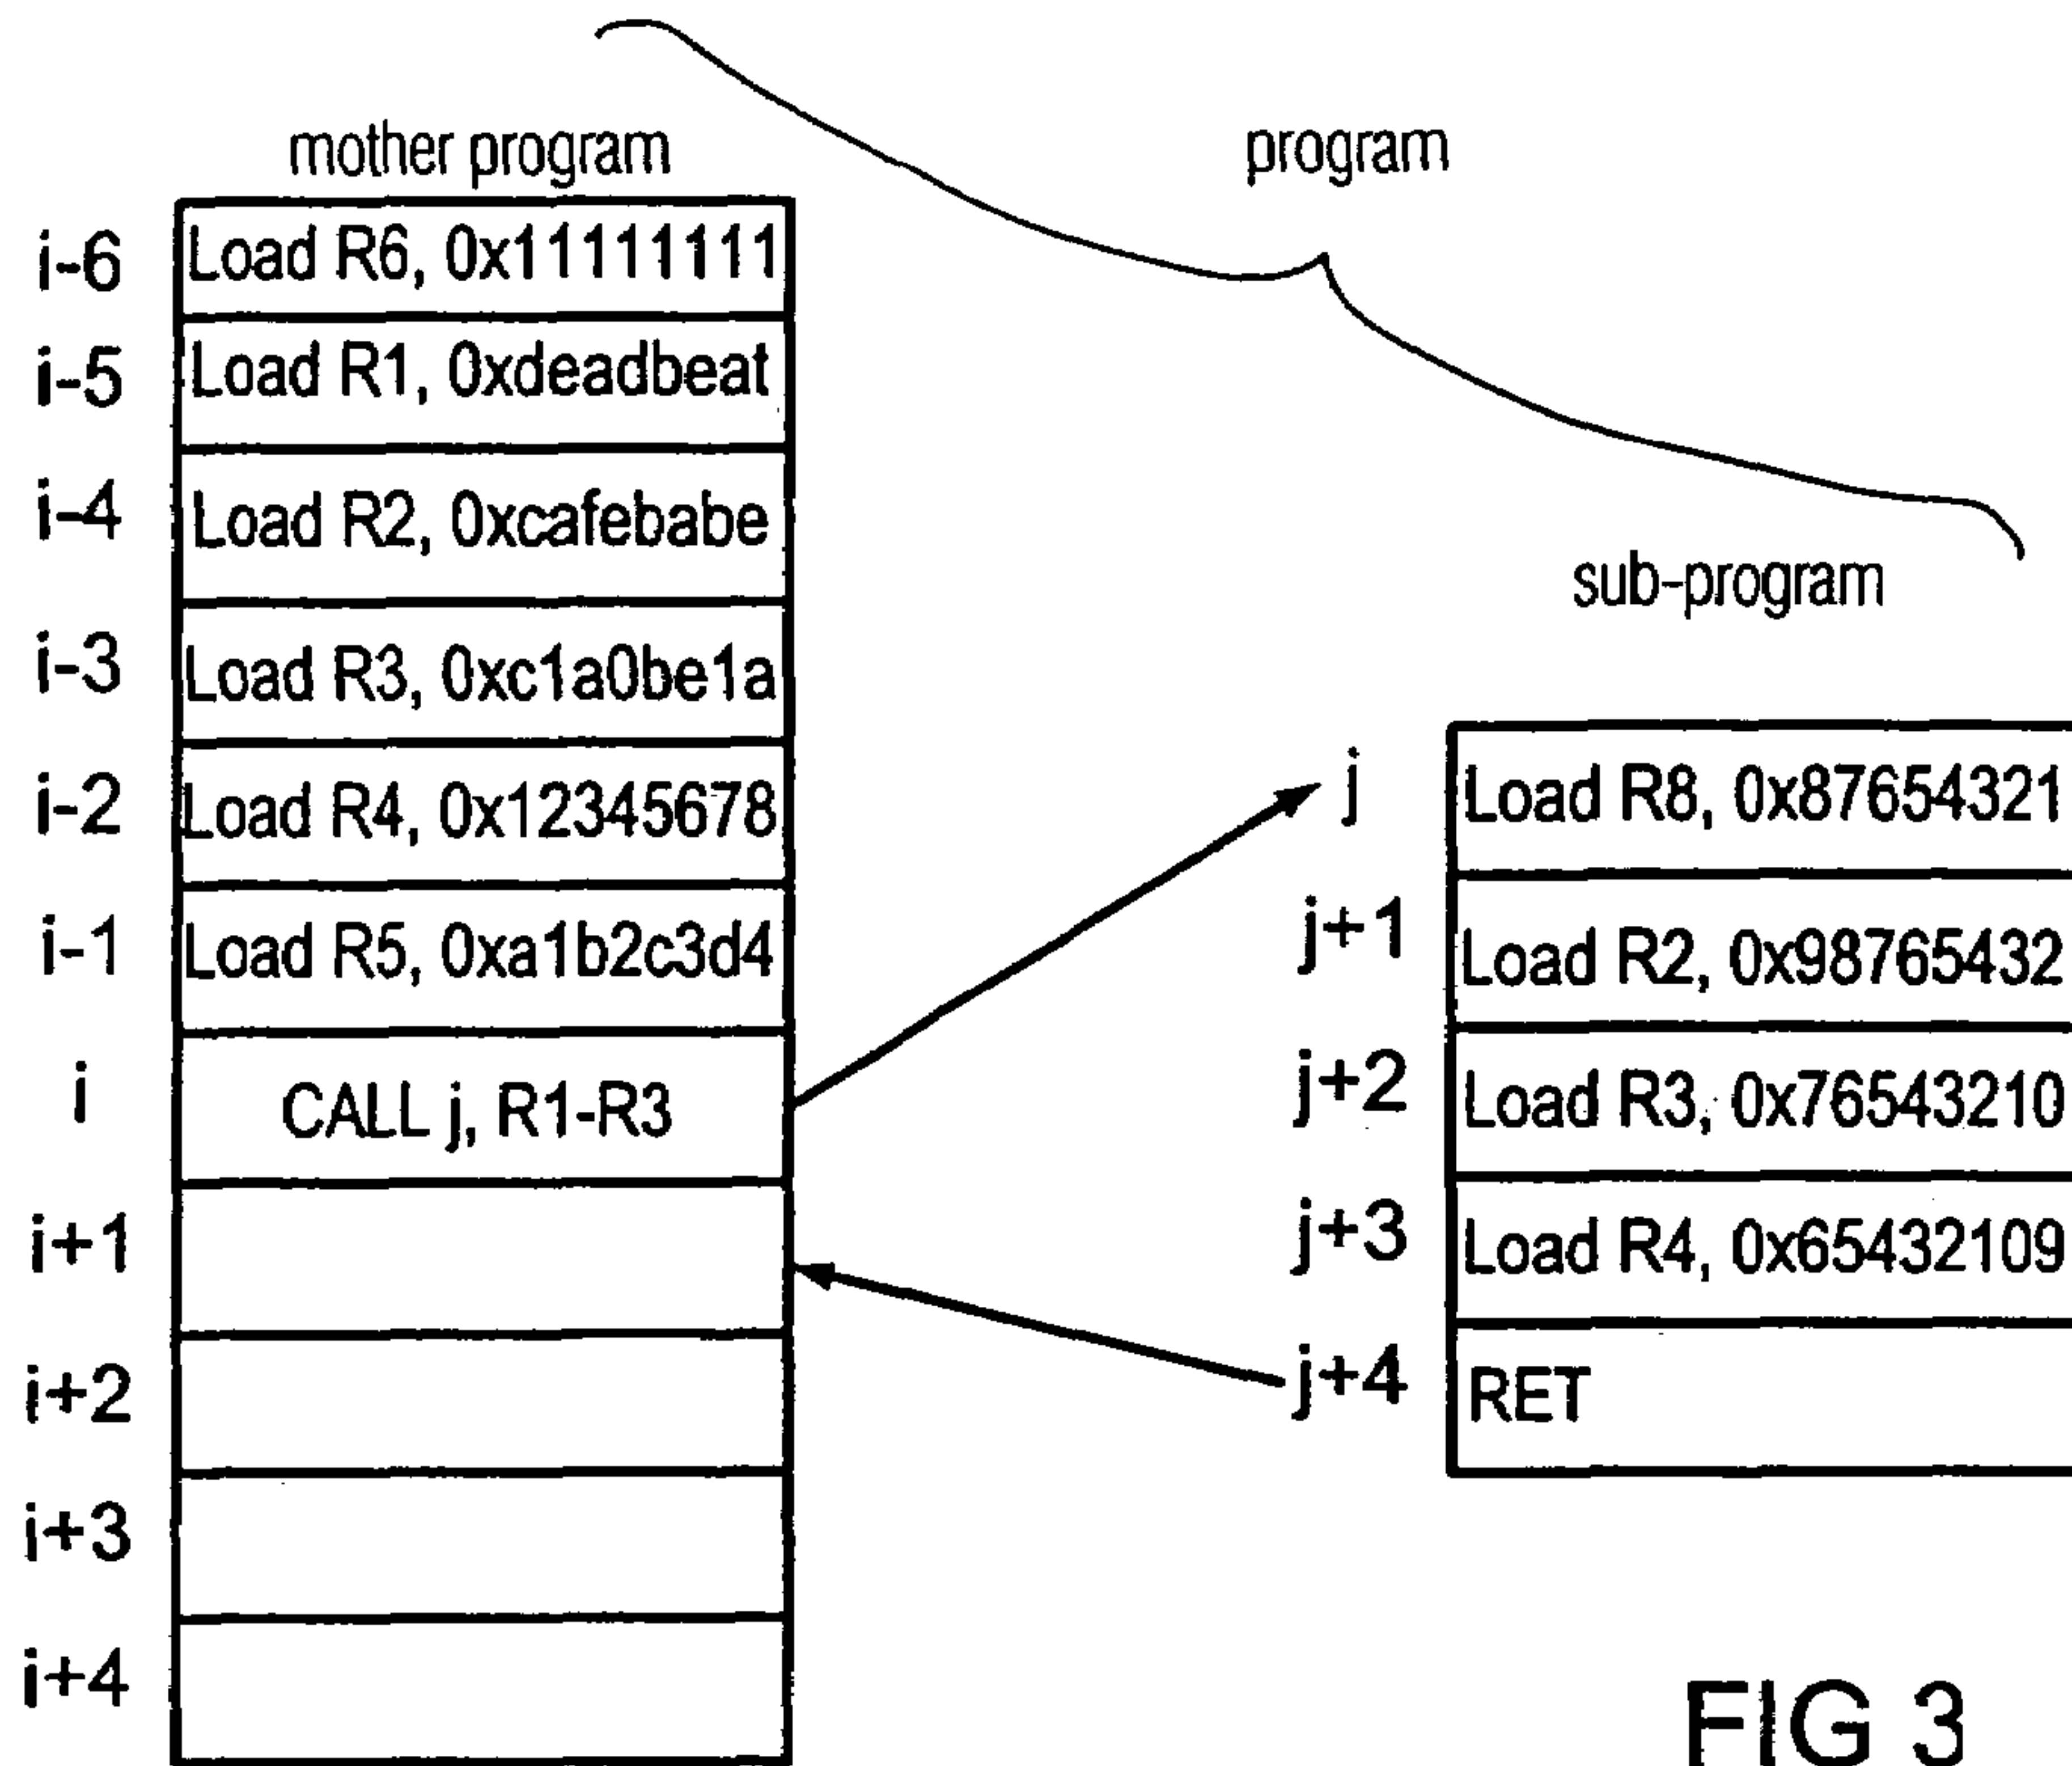 mother program
program
i-6 Load R6, 0x11111111
i-5 Load R1, 0xdeadbeat
i-4 Load R2, 0xcafebabe
i-3 Load R3, 0xc1a0be1a
i-2 Load R4, 0x12345678
i-1 Load R5, 0xa1b2c3d4
i CALL j, R1-R3
i+1
i+2
i+3
i+4
sub-program
j Load R8, 0x87654321
j+1 Load R2, 0x98765432
j+2 Load R3, 0x76543210
j+3 Load R4, 0x65432109
j+4 RET
FIG 3